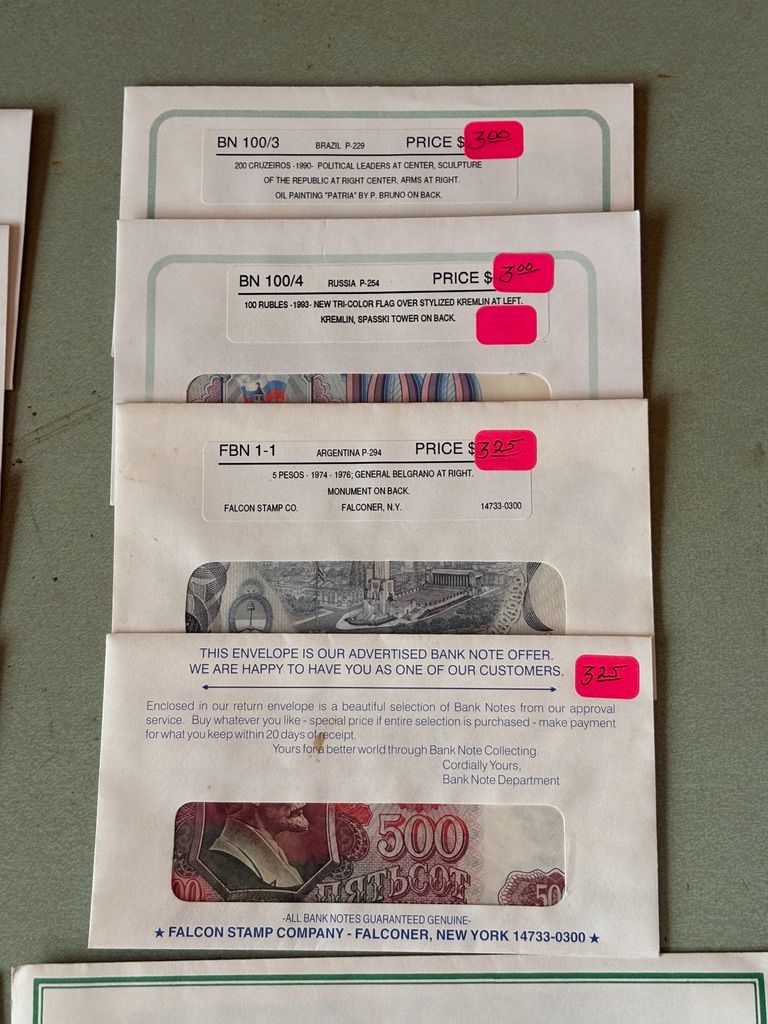 BN 100/3 BRAZIL P-229 PRICE $ 3.00
200 CRUZEIROS -1990- POLITICAL LEADERS AT CENTER, SCULPTURE
OF THE REPUBLIC AT RIGHT CENTER, ARMS AT RIGHT.
OIL PAINTING "PATRIA" BY P. BRUNO ON BACK.
BN 100/4 RUSSIA P-254 PRICE $ 3.00
100 RUBLES -1993- NEW TRI-COLOR FLAG OVER STYLIZED KREMLIN AT LEFT.
KREMLIN, SPASSKI TOWER ON BACK.
FBN 1-1 ARGENTINA P-294 PRICE $ 3.25
5 PESOS - 1974 - 1976; GENERAL BELGRANO AT RIGHT.
MONUMENT ON BACK.
FALCON STAMP CO. FALCONER, N.Y. 14733-0300
THIS ENVELOPE IS OUR ADVERTISED BANK NOTE OFFER.
WE ARE HAPPY TO HAVE YOU AS ONE OF OUR CUSTOMERS.
3.25
Enclosed in our return envelope is a beautiful selection of Bank Notes from our approval
service. Buy whatever you like - special price if entire selection is purchased - make payment
for what you keep within 20 days of receipt.
Yours for a better world through Bank Note Collecting.
Cordially Yours,
Bank Note Department
500
ПЯТЬСОТ
00
50
-ALL BANK NOTES GUARANTEED GENUINE-
★ FALCON STAMP COMPANY - FALCONER, NEW YORK 14733-0300 ★